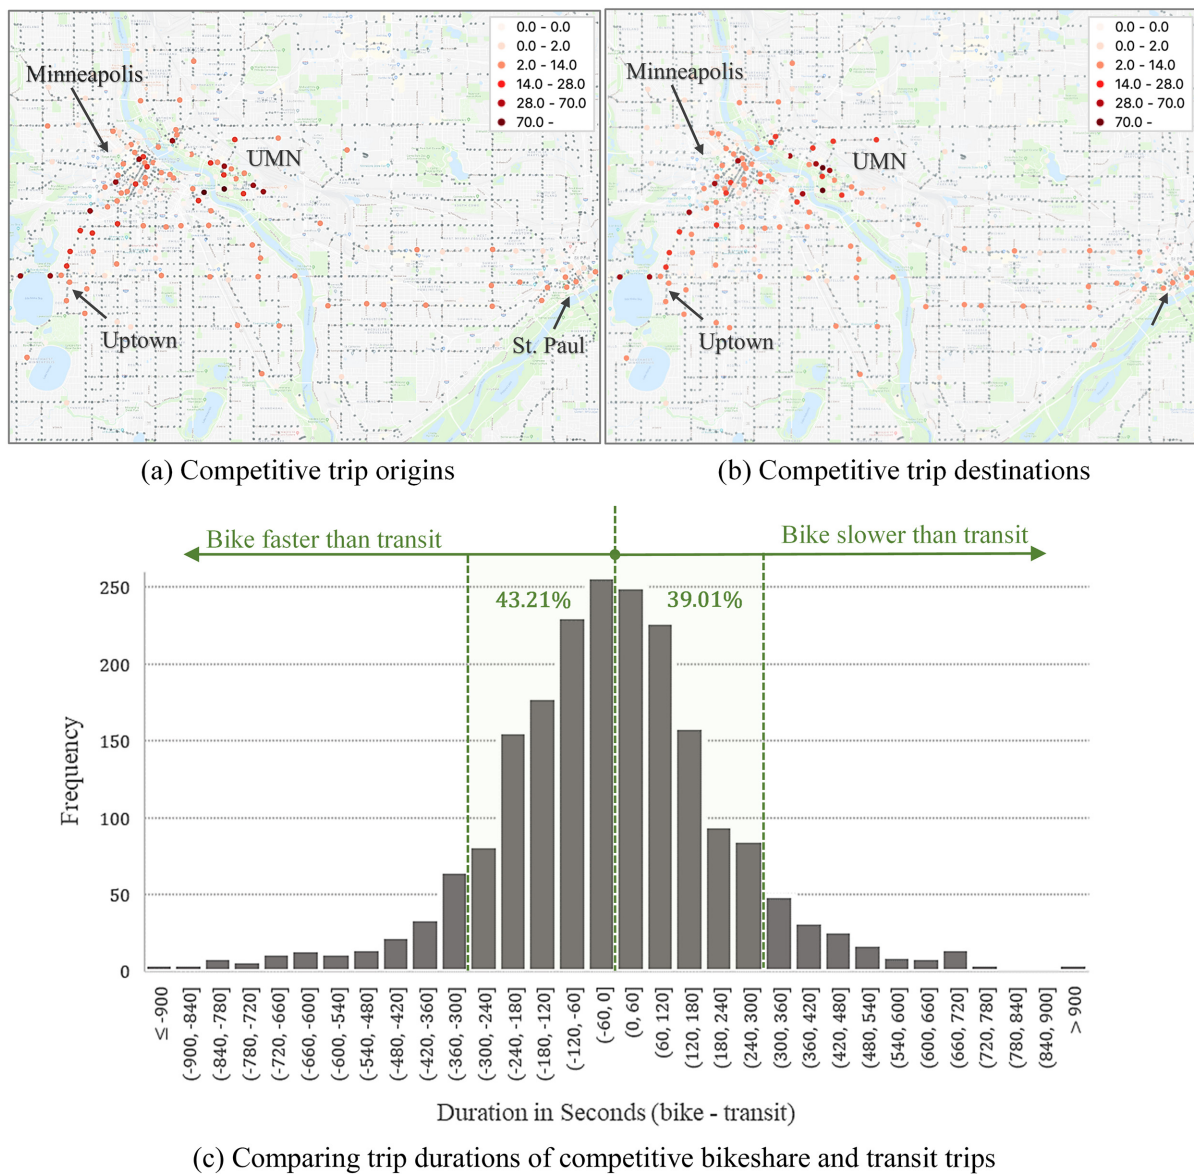 0.0 - 0.0
0.0 - 2.0
2.0 - 14.0
14.0 - 28.0
28.0 - 70.0
70.0 -
Minneapolis
UMN
Uptown
St. Paul
0.0 - 0.0
0.0 - 2.0
2.0 - 14.0
14.0 - 28.0
28.0 - 70.0
70.0 -
Minneapolis
UMN
Uptown
(a) Competitive trip origins
(b) Competitive trip destinations
Bike faster than transit
Bike slower than transit
43.21%
39.01%
250
200
150
100
50
0
Frequency
≤ -900
(-900, -840]
(-840, -780]
(-780, -720]
(-720, -660]
(-660, -600]
(-600, -540]
(-540, -480]
(-480, -420]
(-420, -360]
(-360, -300]
(-300, -240]
(-240, -180]
(-180, -120]
(-120, -60]
(-60, 0]
(0, 60]
(60, 120]
(120, 180]
(180, 240]
(240, 300]
(300, 360]
(360, 420]
(420, 480]
(480, 540]
(540, 600]
(600, 660]
(660, 720]
(720, 780]
(780, 840]
(840, 900]
> 900
Duration in Seconds (bike - transit)
(c) Comparing trip durations of competitive bikeshare and transit trips